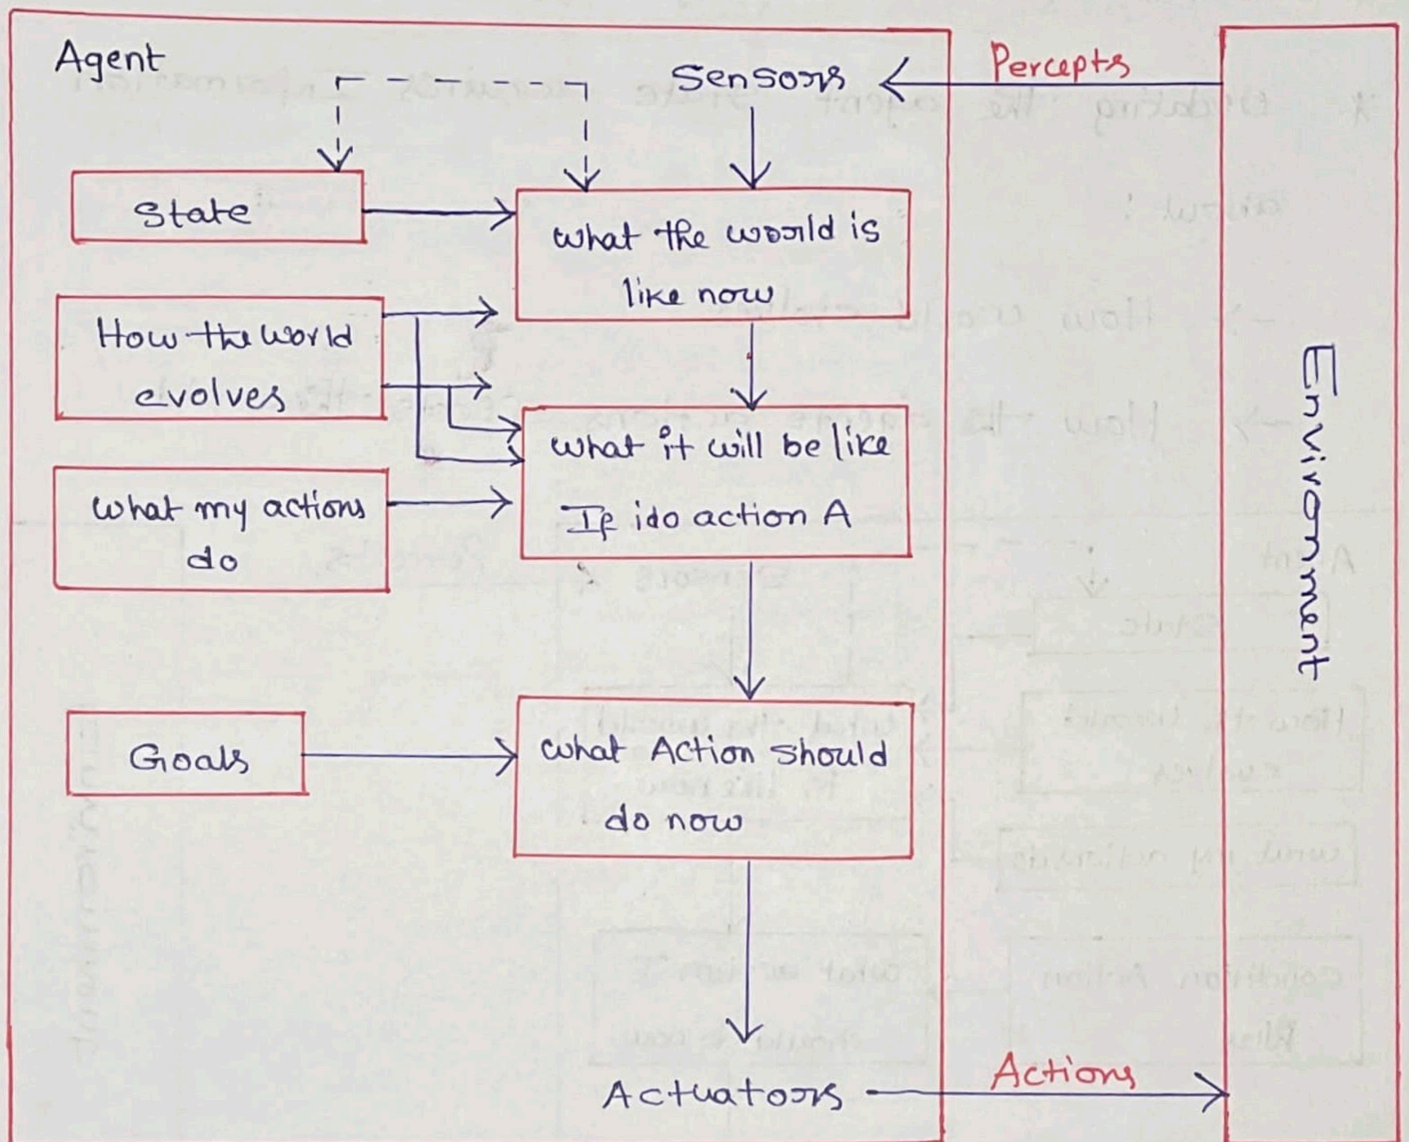 Agent
Sensors
Percepts
State
what the world is
like now
How the World
evolves
what it will be like
If i do action A
what my actions
do
Environment
Goals
what Action should
do now
Actuators
Actions